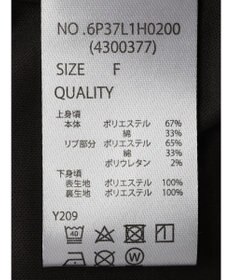 NO .6P37L1H0200
(4300377)
SIZE F
QUALITY
上身頃
本体 ポリエステル 67%
綿 33%
リブ部分 ポリエステル 65%
綿 33%
ポリウレタン 2%
下身頃
表生地 ポリエステル 100%
裏生地 ポリエステル 100%
Y209